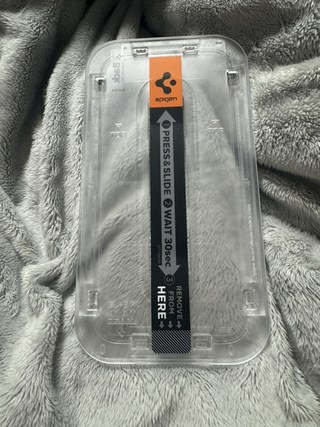 spigen
① PRESS & SLIDE ② WAIT 30sec
③ REMOVE
FROM
HERE